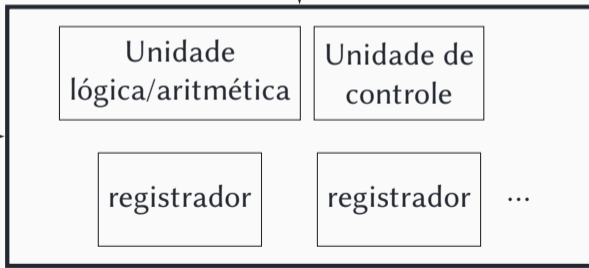 Unidade
lógica/aritmética
Unidade de
controle
registrador
registrador
...